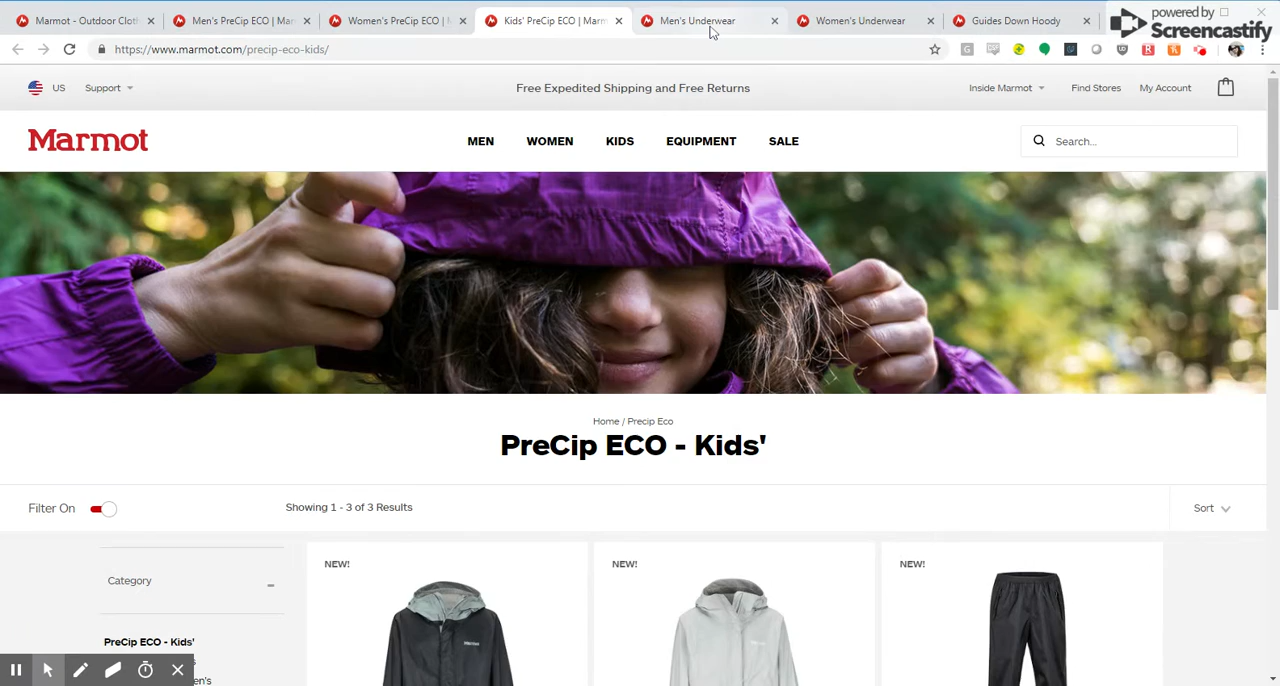 Marmot - Outdoor Cloth
Men's PreCip ECO | Mar
Women's PreCip ECO |
Kids' PreCip ECO | Marm
Men's Underwear
Women's Underwear
Guides Down Hoody
powered by
Screencastify
https://www.marmot.com/precip-eco-kids/
US
Support
Free Expedited Shipping and Free Returns
Inside Marmot
Find Stores
My Account
Marmot
MEN
WOMEN
KIDS
EQUIPMENT
SALE
Search...
Home / Precip Eco
PreCip ECO - Kids'
Filter On
Showing 1 - 3 of 3 Results
Sort
Category
NEW!
NEW!
NEW!
PreCip ECO - Kids'